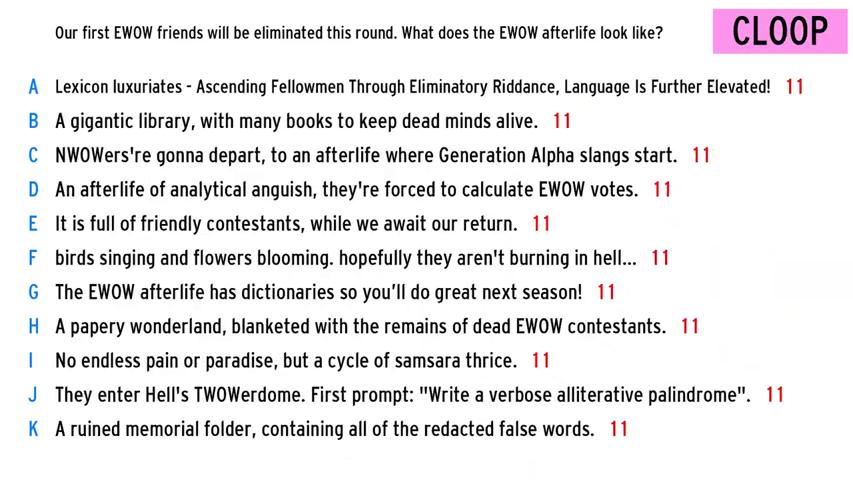 Our first EWOW friends will be eliminated this round. What does the EWOW afterlife look like?
CLOOP
A Lexicon luxuriates - Ascending Fellowmen Through Eliminatory Riddance, Language Is Further Elevated! 11
B A gigantic library, with many books to keep dead minds alive. 11
C NWOWers're gonna depart, to an afterlife where Generation Alpha slangs start. 11
D An afterlife of analytical anguish, they're forced to calculate EWOW votes. 11
E It is full of friendly contestants, while we await our return. 11
F birds singing and flowers blooming. hopefully they aren't burning in hell... 11
G The EWOW afterlife has dictionaries so you’ll do great next season! 11
H A papery wonderland, blanketed with the remains of dead EWOW contestants. 11
I No endless pain or paradise, but a cycle of samsara thrice. 11
J They enter Hell's TWOWerdome. First prompt: "Write a verbose alliterative palindrome". 11
K A ruined memorial folder, containing all of the redacted false words. 11